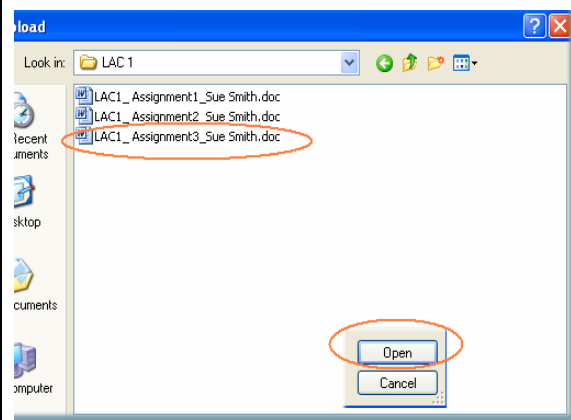 pload
Look in: LAC 1
LAC1_ Assignment1_Sue Smith.doc
LAC1_ Assignment2_Sue Smith.doc
LAC1_ Assignment3_Sue Smith.doc
Recent
uments
sktop
cuments
omputer
Open
Cancel